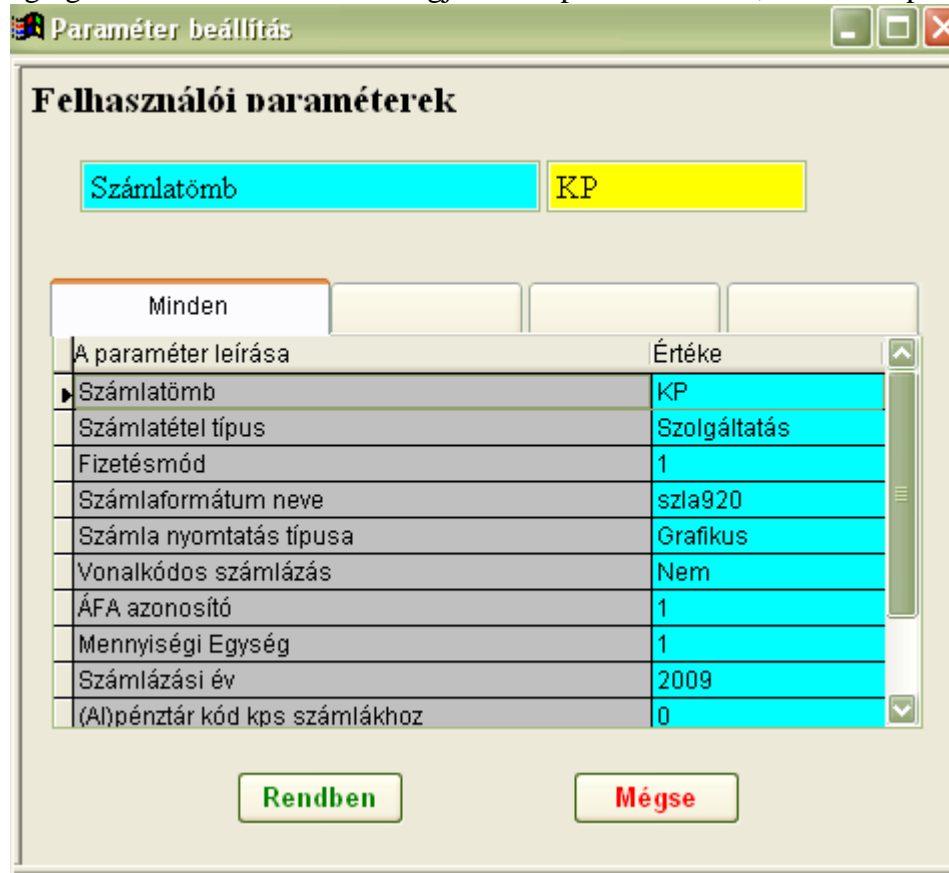 Paraméter beállítás
Felhasználói paraméterek
Számlatömb KP
Minden
A paraméter leírása Értéke
Számlatömb KP
Számlatétel típus Szolgáltatás
Fizetésmód 1
Számlaformátum neve szla920
Számla nyomtatás típusa Grafikus
Vonalkódos számlázás Nem
ÁFA azonosító 1
Mennyiségi Egység 1
Számlázási év 2009
(Al)pénztár kód kps számlákhoz 0
Rendben Mégse